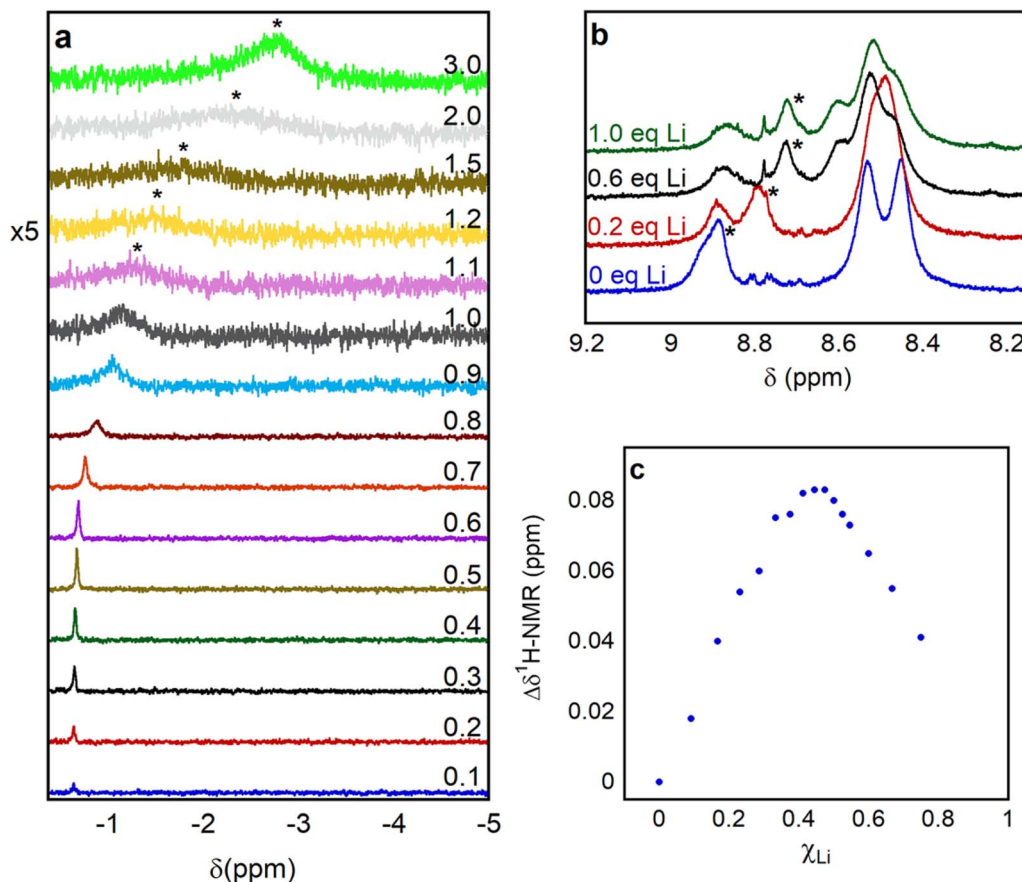 a
*
3.0
*
2.0
*
1.5
*
1.2
x5
*
1.1
1.0
0.9
0.8
0.7
0.6
0.5
0.4
0.3
0.2
0.1
-1 -2 -3 -4 -5
δ(ppm)
b
*
1.0 eq Li
*
0.6 eq Li
*
0.2 eq Li
*
0 eq Li
9.2 9 8.8 8.6 8.4 8.2
δ (ppm)
c
0.08
0.06
0.04
0.02
0
Δδ¹H-NMR (ppm)
0 0.2 0.4 0.6 0.8 1
χLi